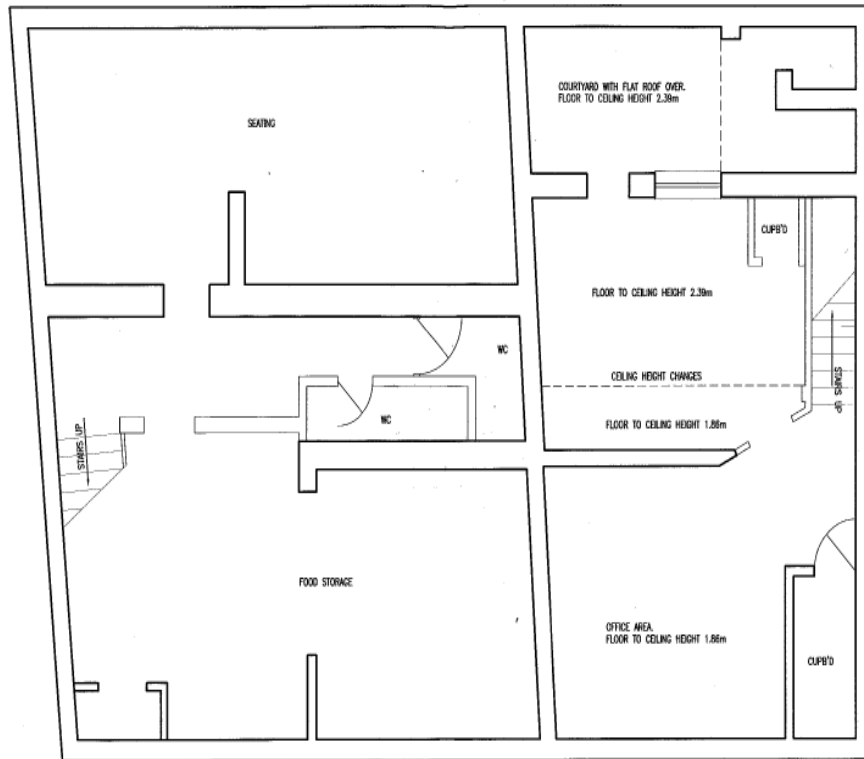 COURTYARD WITH FLAT ROOF OVER.
FLOOR TO CEILING HEIGHT 2.39m
SEATING
CUPB'D
FLOOR TO CEILING HEIGHT 2.39m
WC
CEILING HEIGHT CHANGES
STAIRS UP
FLOOR TO CEILING HEIGHT 1.86m
WC
STAIRS UP
FOOD STORAGE
OFFICE AREA.
FLOOR TO CEILING HEIGHT 1.86m
CUPB'D